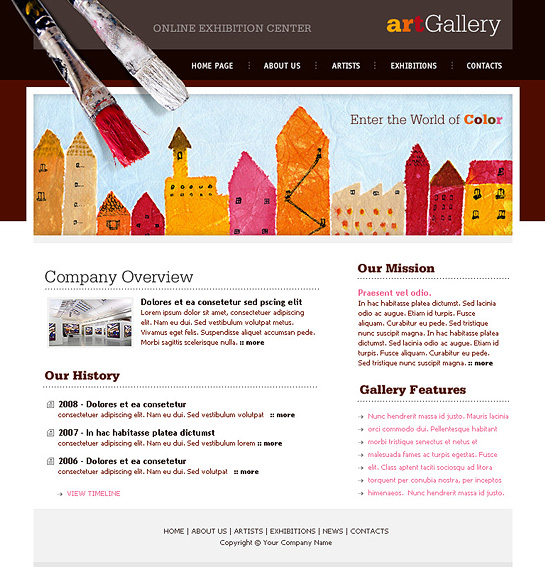 ONLINE EXHIBITION CENTER
artGallery
HOME PAGE
ABOUT US
ARTISTS
EXHIBITIONS
CONTACTS
Enter the World of Color
Company Overview
Dolores et ea consetetur sed pscing elit
Lorem ipsum dolor sit amet, consectetuer adipiscing
elit. Nam eu dui. Sed vestibulum volutpat metus.
Vivamus eget felis. Suspendisse aliquet accumsan pede.
Morbi sagittis scelerisque nulla. :: more
Our History
2008 - Dolores et ea consetetur
consectetuer adipiscing elit. Nam eu dui. Sed vestibulum volutpat :: more
2007 - In hac habitasse platea dictumst
consectetuer adipiscing elit. Nam eu dui. Sed vestibulum lorem :: more
2006 - Dolores et ea consetetur
consectetuer adipiscing elit. Nam eu dui. Sed volutpat :: more
VIEW TIMELINE
Our Mission
Praesent vel odio.
In hac habitasse platea dictumst. Sed lacinia
odio ac augue. Etiam id turpis. Fusce
aliquam. Curabitur eu pede. Sed tristique
nunc suscipit magna. In hac habitasse platea
dictumst. Sed lacinia odio ac augue. Etiam id
turpis. Fusce aliquam. Curabitur eu pede.
Sed tristique nunc suscipit magna. :: more
Gallery Features
Nunc hendrerit massa id justo. Mauris lacinia
orci commodo dui. Pellentesque habitant
morbi tristique senectus et netus et
malesuada fames ac turpis egestas. Fusce
elit. Class aptent taciti sociosqu ad litora
torquent per conubia nostra, per inceptos
himenaeos. Nunc hendrerit massa id justo.
HOME | ABOUT US | ARTISTS | EXHIBITIONS | NEWS | CONTACTS
Copyright © Your Company Name